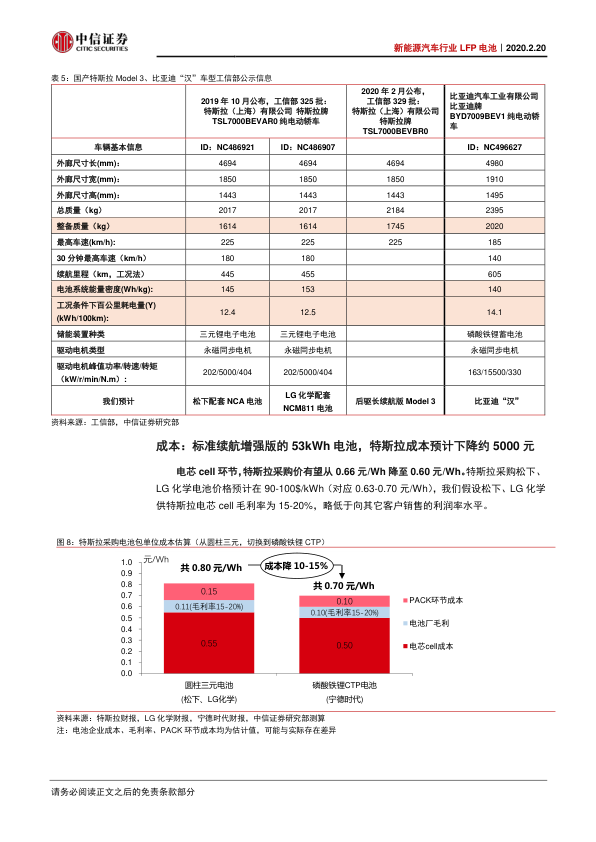 中信证券
CITIC SECURITIES
新能源汽车行业 LFP 电池｜2020.2.20
表 5：国产特斯拉 Model 3、比亚迪“汉”车型工信部公示信息
2019 年 10 月公布，工信部 325 批：
特斯拉（上海）有限公司 特斯拉牌
TSL7000BEVAR0 纯电动轿车
2020 年 2 月公布，
工信部 329 批：
特斯拉（上海）有限公司
特斯拉牌
TSL7000BEVBR0
比亚迪汽车工业有限公司
比亚迪牌
BYD7009BEV1 纯电动轿
车
车辆基本信息 ID：NC486921 ID：NC486907 ID：NC496627
外廓尺寸长(mm): 4694 4694 4694 4980
外廓尺寸宽(mm): 1850 1850 1850 1910
外廓尺寸高(mm): 1443 1443 1443 1495
总质量（kg） 2017 2017 2184 2395
整备质量（kg） 1614 1614 1745 2020
最高车速(km/h): 225 225 225 185
30 分钟最高车速（km/h） 180 180 140
续航里程（km，工况法） 445 455 605
电池系统能量密度(Wh/kg): 145 153 140
工况条件下百公里耗电量(Y)
(kWh/100km): 12.4 12.5 14.1
储能装置种类 三元锂电子电池 三元锂电子电池 磷酸铁锂蓄电池
驱动电机类型 永磁同步电机 永磁同步电机 永磁同步电机
驱动电机峰值功率/转速/转矩
（kW/r/min/N.m）: 202/5000/404 202/5000/404 163/15500/330
我们预计 松下配套 NCA 电池 LG 化学配套
NCM811 电池 后驱长续航版 Model 3 比亚迪“汉”
资料来源：工信部，中信证券研究部
成本：标准续航增强版的 53kWh 电池，特斯拉成本预计下降约 5000 元
电芯 cell 环节，特斯拉采购价有望从 0.66 元/Wh 降至 0.60 元/Wh。特斯拉采购松下、
LG 化学电池价格预计在 90-100$/kWh（对应 0.63-0.70 元/Wh），我们假设松下、LG 化学
供特斯拉电芯 cell 毛利率为 15-20%，略低于向其它客户销售的利润率水平。
图 8：特斯拉采购电池包单位成本估算（从圆柱三元，切换到磷酸铁锂 CTP）
元/Wh
1.0
0.9
0.8
0.7
0.6
0.5
0.4
0.3
0.2
0.1
0.0
共 0.80 元/Wh
成本降 10-15%
共 0.70 元/Wh
0.15
0.11(毛利率15-20%)
0.55
0.10
0.10(毛利率15-20%)
0.50
PACK环节成本
电池厂毛利
电芯cell成本
圆柱三元电池
(松下、LG化学)
磷酸铁锂CTP电池
(宁德时代)
资料来源：特斯拉财报，LG 化学财报，宁德时代财报，中信证券研究部测算
注：电池企业成本、毛利率、PACK 环节成本均为估计值，可能与实际存在差异
请务必阅读正文之后的免责条款部分